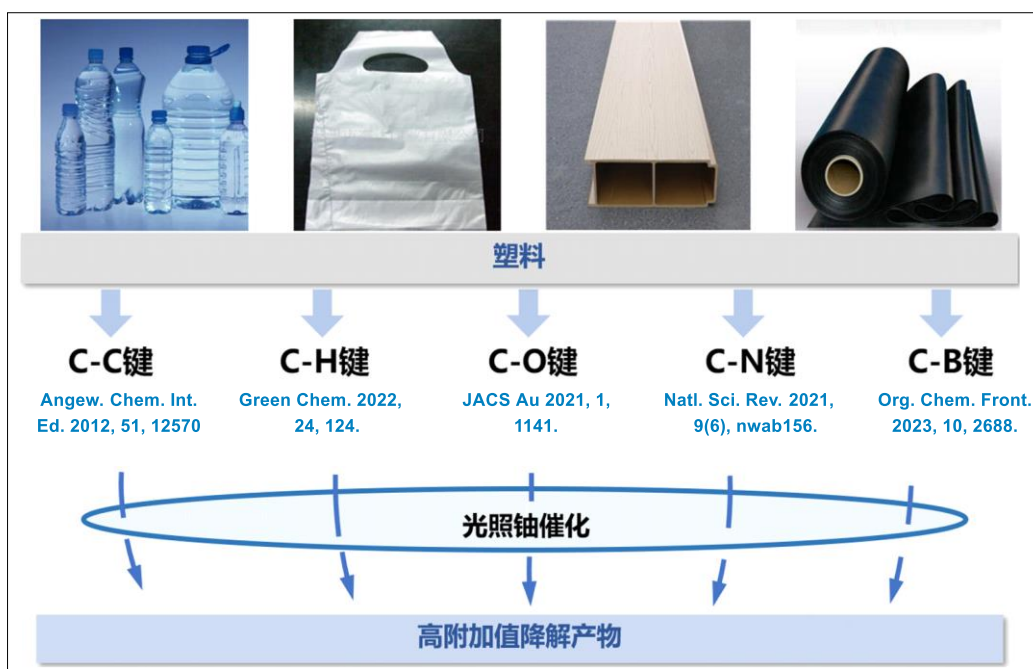 塑料
C-C键
C-H键
C-O键
C-N键
C-B键
Angew. Chem. Int.
Ed. 2012, 51, 12570
Green Chem. 2022,
24, 124.
JACS Au 2021, 1,
1141.
Natl. Sci. Rev. 2021,
9(6), nwab156.
Org. Chem. Front.
2023, 10, 2688.
光照铀催化
高附加值降解产物